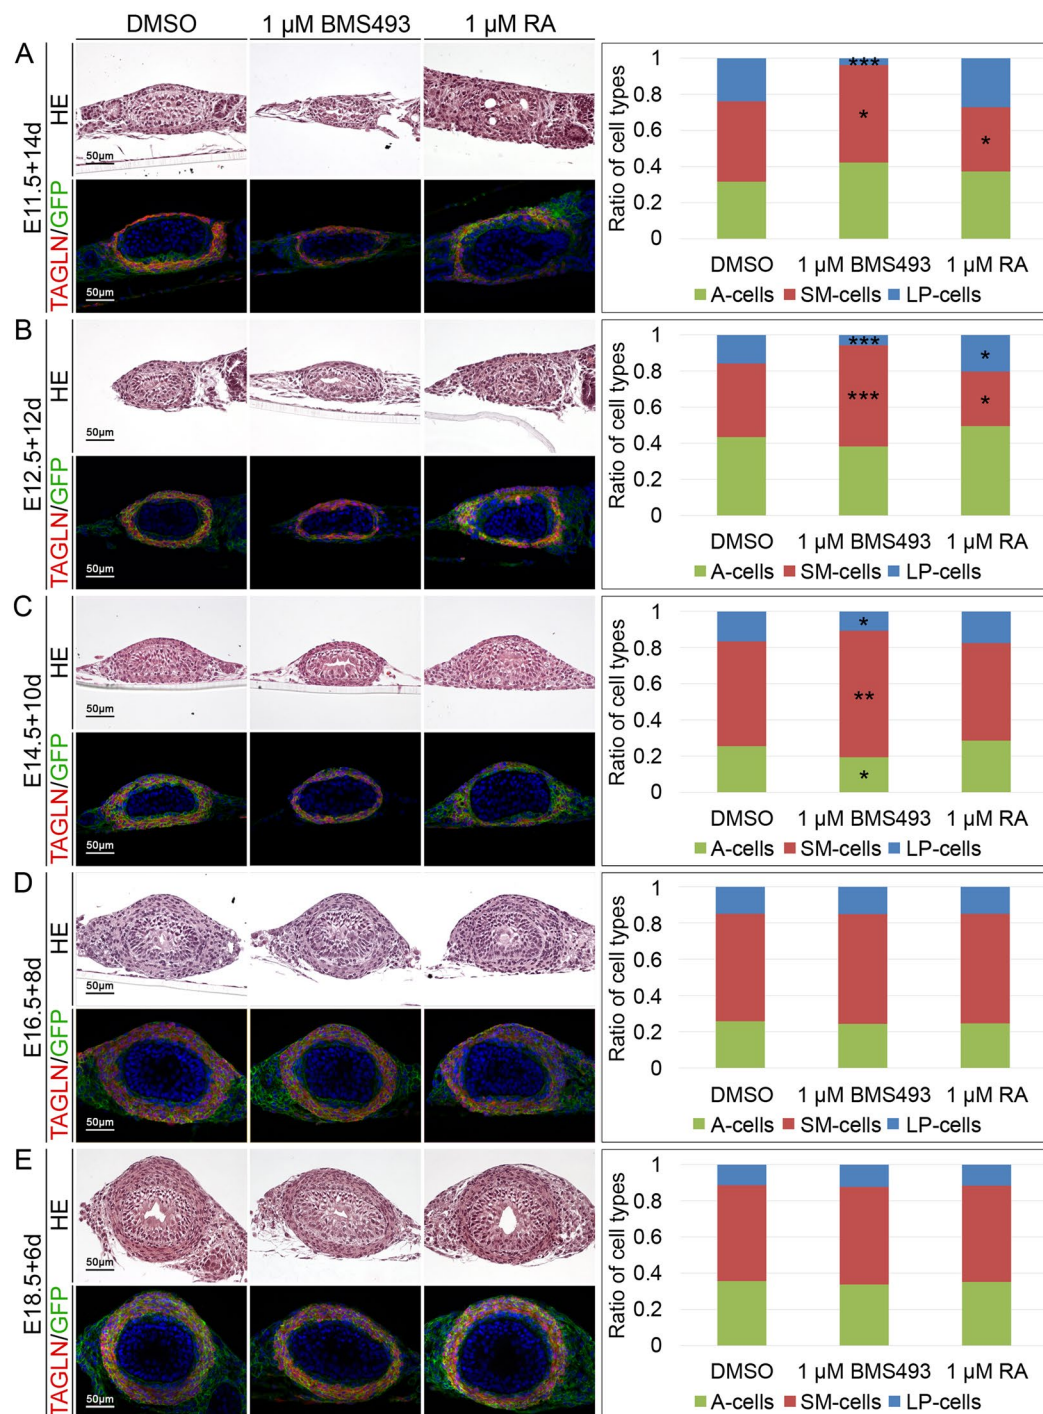 DMSO 1 µM BMS493 1 µM RA
A
E11.5+14d
HE
50µm
TAGLN/GFP
50µm
Ratio of cell types
1
0.8
0.6
0.4
0.2
0
***
*
*
DMSO 1 µM BMS493 1 µM RA
A-cells SM-cells LP-cells
B
E12.5+12d
HE
50µm
TAGLN/GFP
50µm
Ratio of cell types
1
0.8
0.6
0.4
0.2
0
***
*
***
*
DMSO 1 µM BMS493 1 µM RA
A-cells SM-cells LP-cells
C
E14.5+10d
HE
50µm
TAGLN/GFP
50µm
Ratio of cell types
1
0.8
0.6
0.4
0.2
0
*
**
*
DMSO 1 µM BMS493 1 µM RA
A-cells SM-cells LP-cells
D
E16.5+8d
HE
50µm
TAGLN/GFP
50µm
Ratio of cell types
1
0.8
0.6
0.4
0.2
0
DMSO 1 µM BMS493 1 µM RA
A-cells SM-cells LP-cells
E
E18.5+6d
HE
50µm
TAGLN/GFP
50µm
Ratio of cell types
1
0.8
0.6
0.4
0.2
0
DMSO 1 µM BMS493 1 µM RA
A-cells SM-cells LP-cells